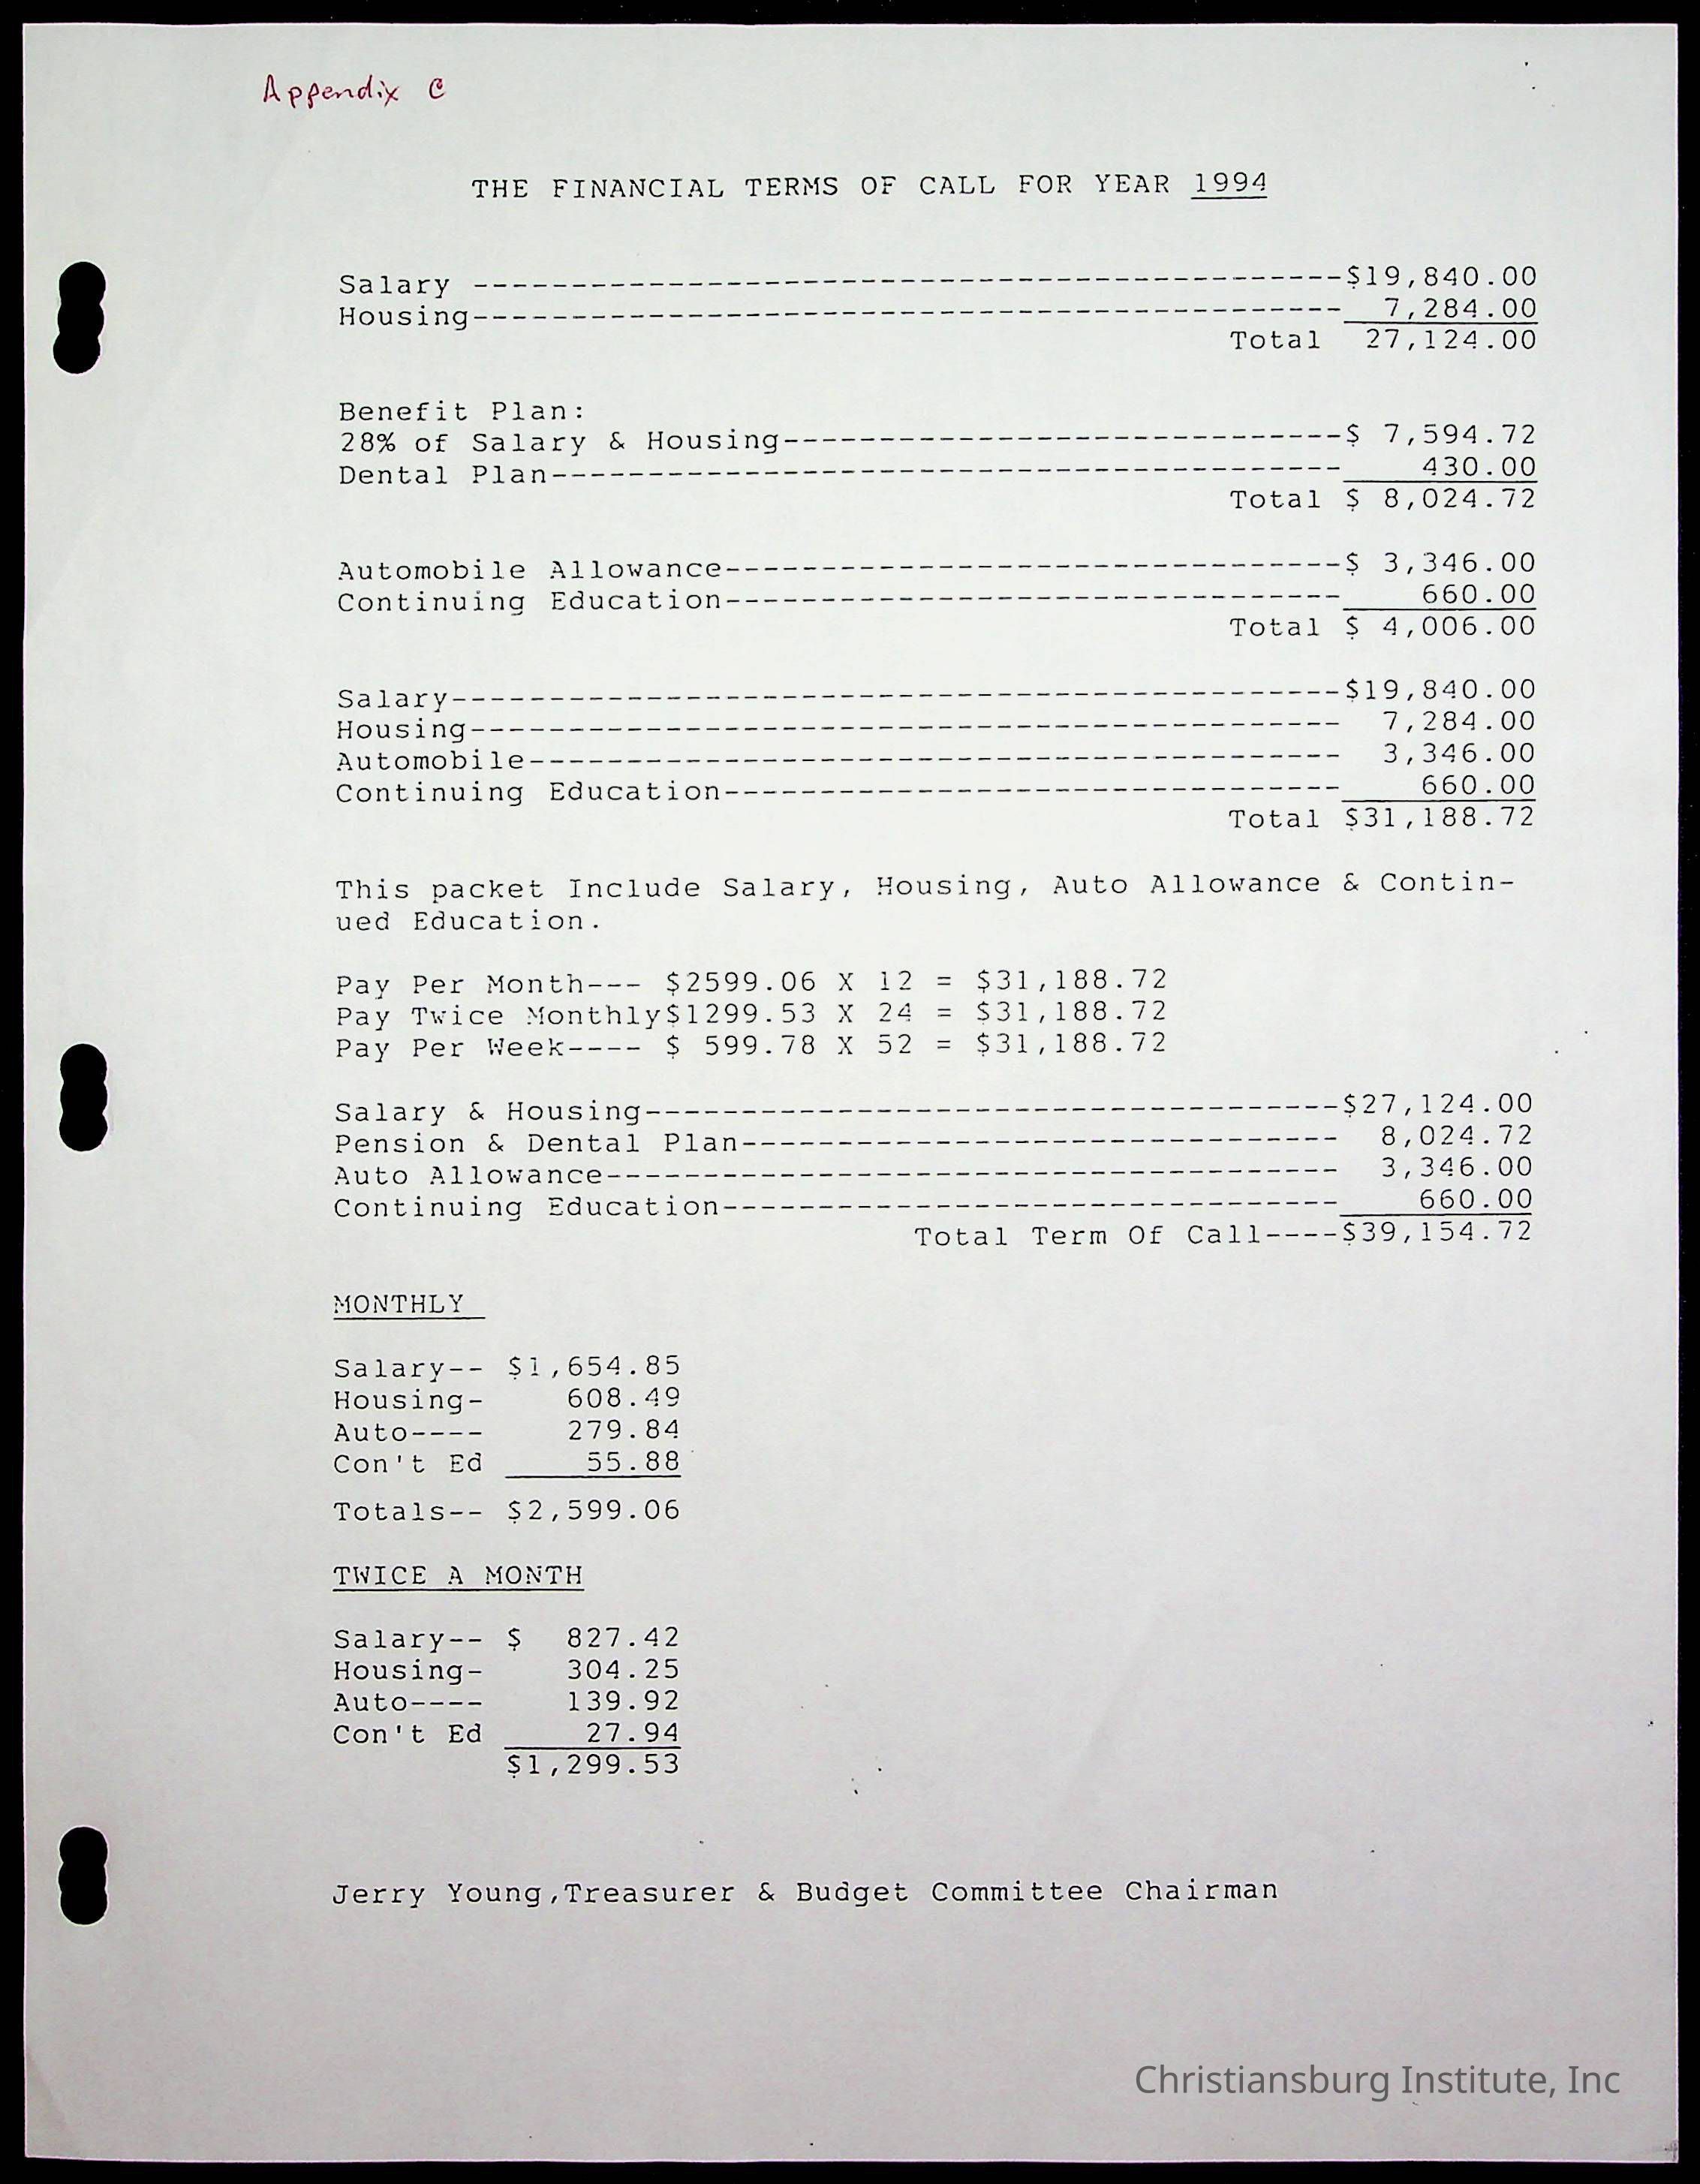 Appendix C
THE FINANCIAL TERMS OF CALL FOR YEAR 1994
Salary ---------------------------------------------$19,840.00
Housing--------------------------------------------- 7,284.00
Total 27,124.00
Benefit Plan:
28% of Salary & Housing-----------------------------$ 7,594.72
Dental Plan----------------------------------------- 430.00
Total $ 8,024.72
Automobile Allowance--------------------------------$ 3,346.00
Continuing Education-------------------------------- 660.00
Total $ 4,006.00
Salary----------------------------------------------$19,840.00
Housing--------------------------------------------- 7,284.00
Automobile------------------------------------------ 3,346.00
Continuing Education-------------------------------- 660.00
Total $31,188.72
This packet Include Salary, Housing, Auto Allowance & Contin-
ued Education.
Pay Per Month--- $2599.06 X 12 = $31,188.72
Pay Twice Monthly$1299.53 X 24 = $31,188.72
Pay Per Week---- $ 599.78 X 52 = $31,188.72
Salary & Housing------------------------------------$27,124.00
Pension & Dental Plan------------------------------- 8,024.72
Auto Allowance-------------------------------------- 3,346.00
Continuing Education-------------------------------- 660.00
Total Term Of Call----$39,154.72
MONTHLY
Salary-- $1,654.85
Housing- 608.49
Auto---- 279.84
Con't Ed 55.88
Totals-- $2,599.06
TWICE A MONTH
Salary-- $ 827.42
Housing- 304.25
Auto---- 139.92
Con't Ed 27.94
$1,299.53
Jerry Young,Treasurer & Budget Committee Chairman
Christiansburg Institute, Inc